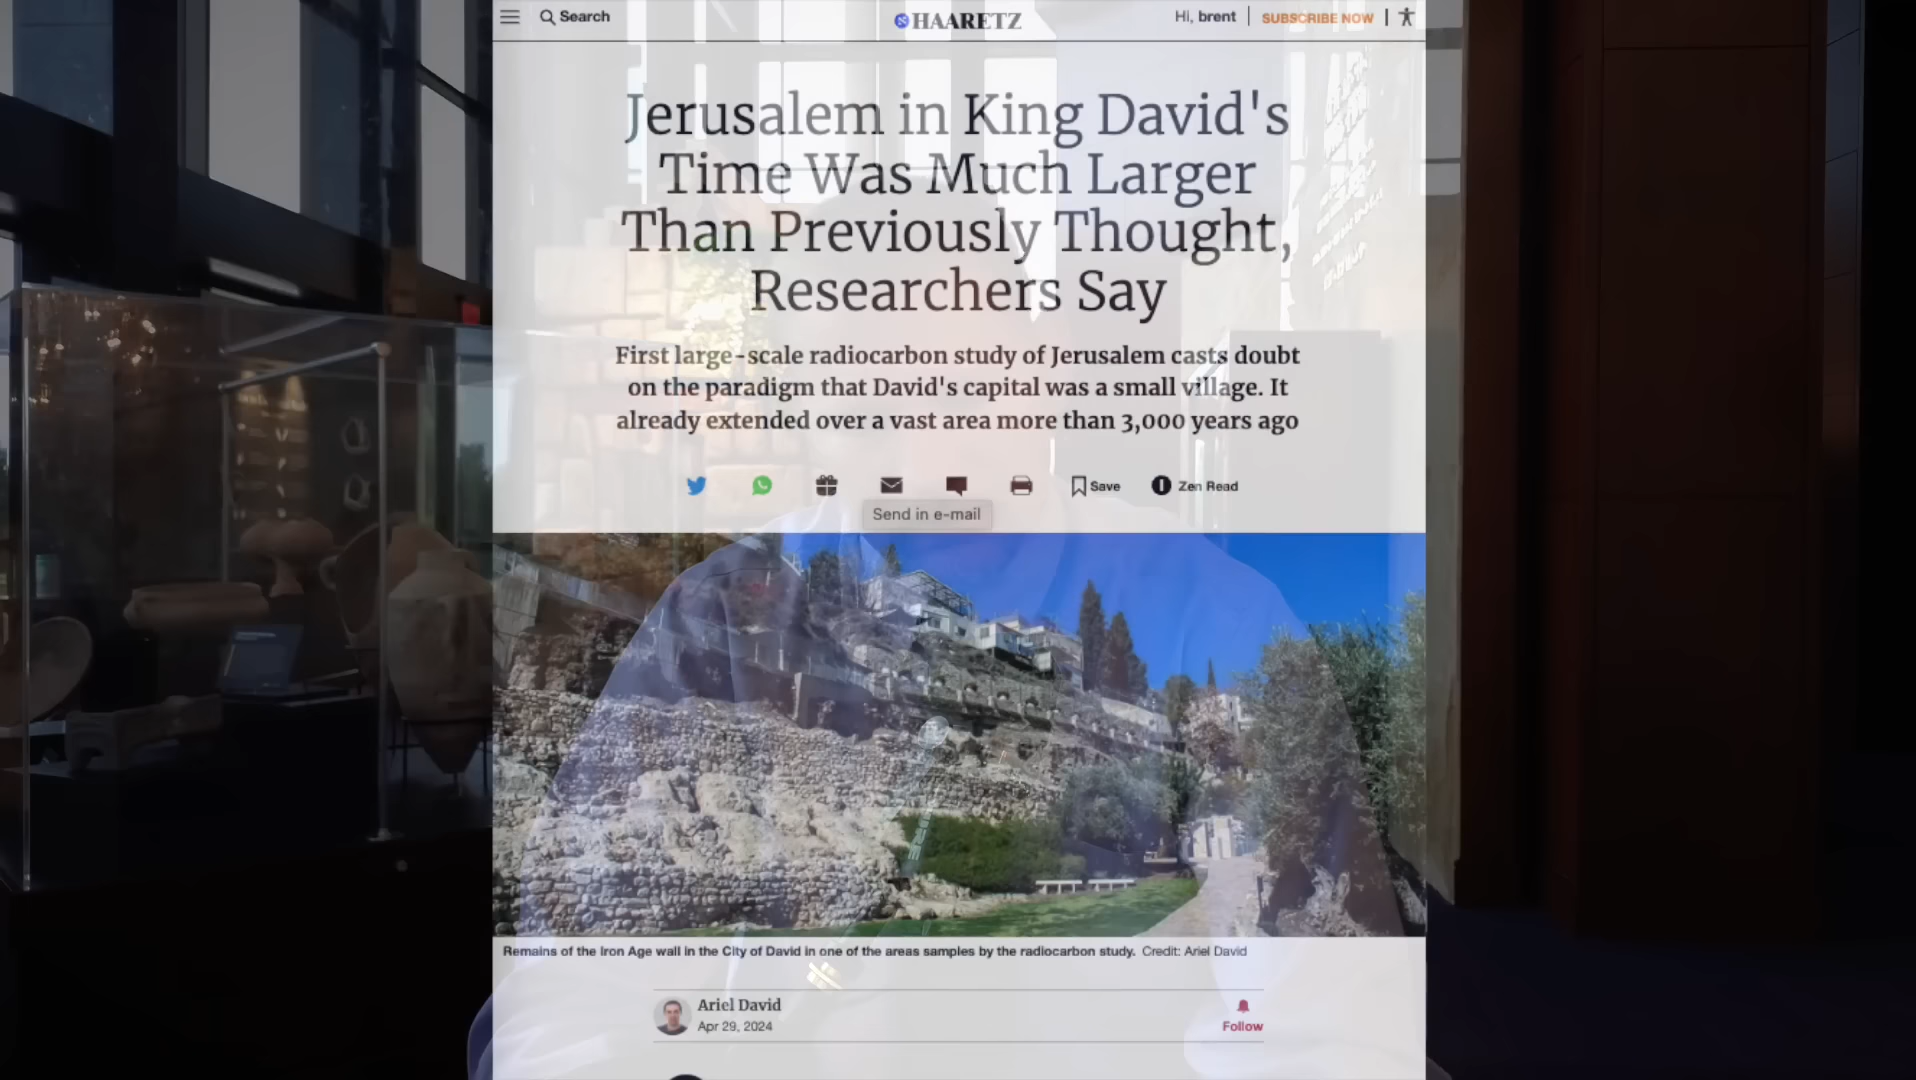 Search
HAARETZ
Hi, brent
SUBSCRIBE NOW
Jerusalem in King David's
Time Was Much Larger
Than Previously Thought,
Researchers Say
First large-scale radiocarbon study of Jerusalem casts doubt
on the paradigm that David's capital was a small village. It
already extended over a vast area more than 3,000 years ago
Save
Zen Read
Send in e-mail
Remains of the Iron Age wall in the City of David in one of the areas samples by the radiocarbon study. Credit: Ariel David
Ariel David
Apr 29, 2024
Follow